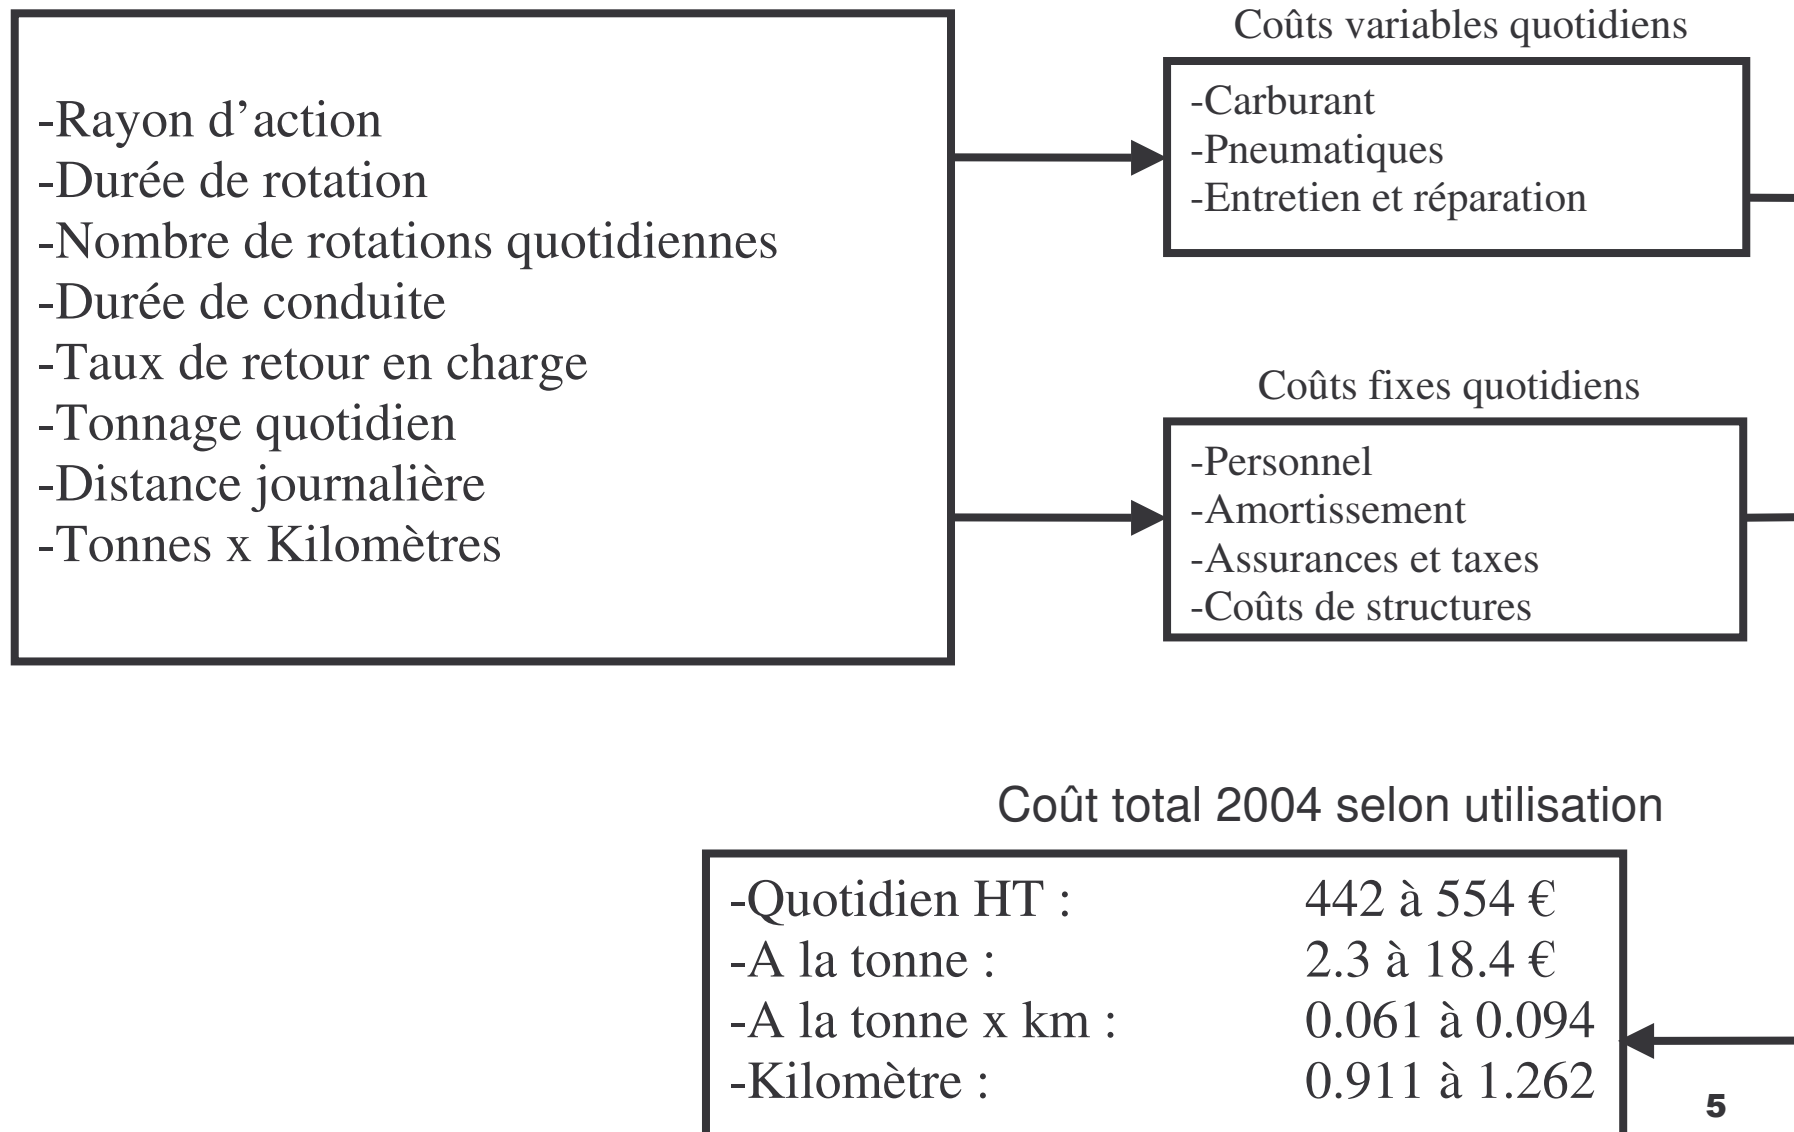 -Rayon d’action
-Durée de rotation
-Nombre de rotations quotidiennes
-Durée de conduite
-Taux de retour en charge
-Tonnage quotidien
-Distance journalière
-Tonnes x Kilomètres
Coûts variables quotidiens
-Carburant
-Pneumatiques
-Entretien et réparation
Coûts fixes quotidiens
-Personnel
-Amortissement
-Assurances et taxes
-Coûts de structures
Coût total 2004 selon utilisation
-Quotidien HT : 442 à 554 €
-A la tonne : 2.3 à 18.4 €
-A la tonne x km : 0.061 à 0.094
-Kilomètre : 0.911 à 1.262
5